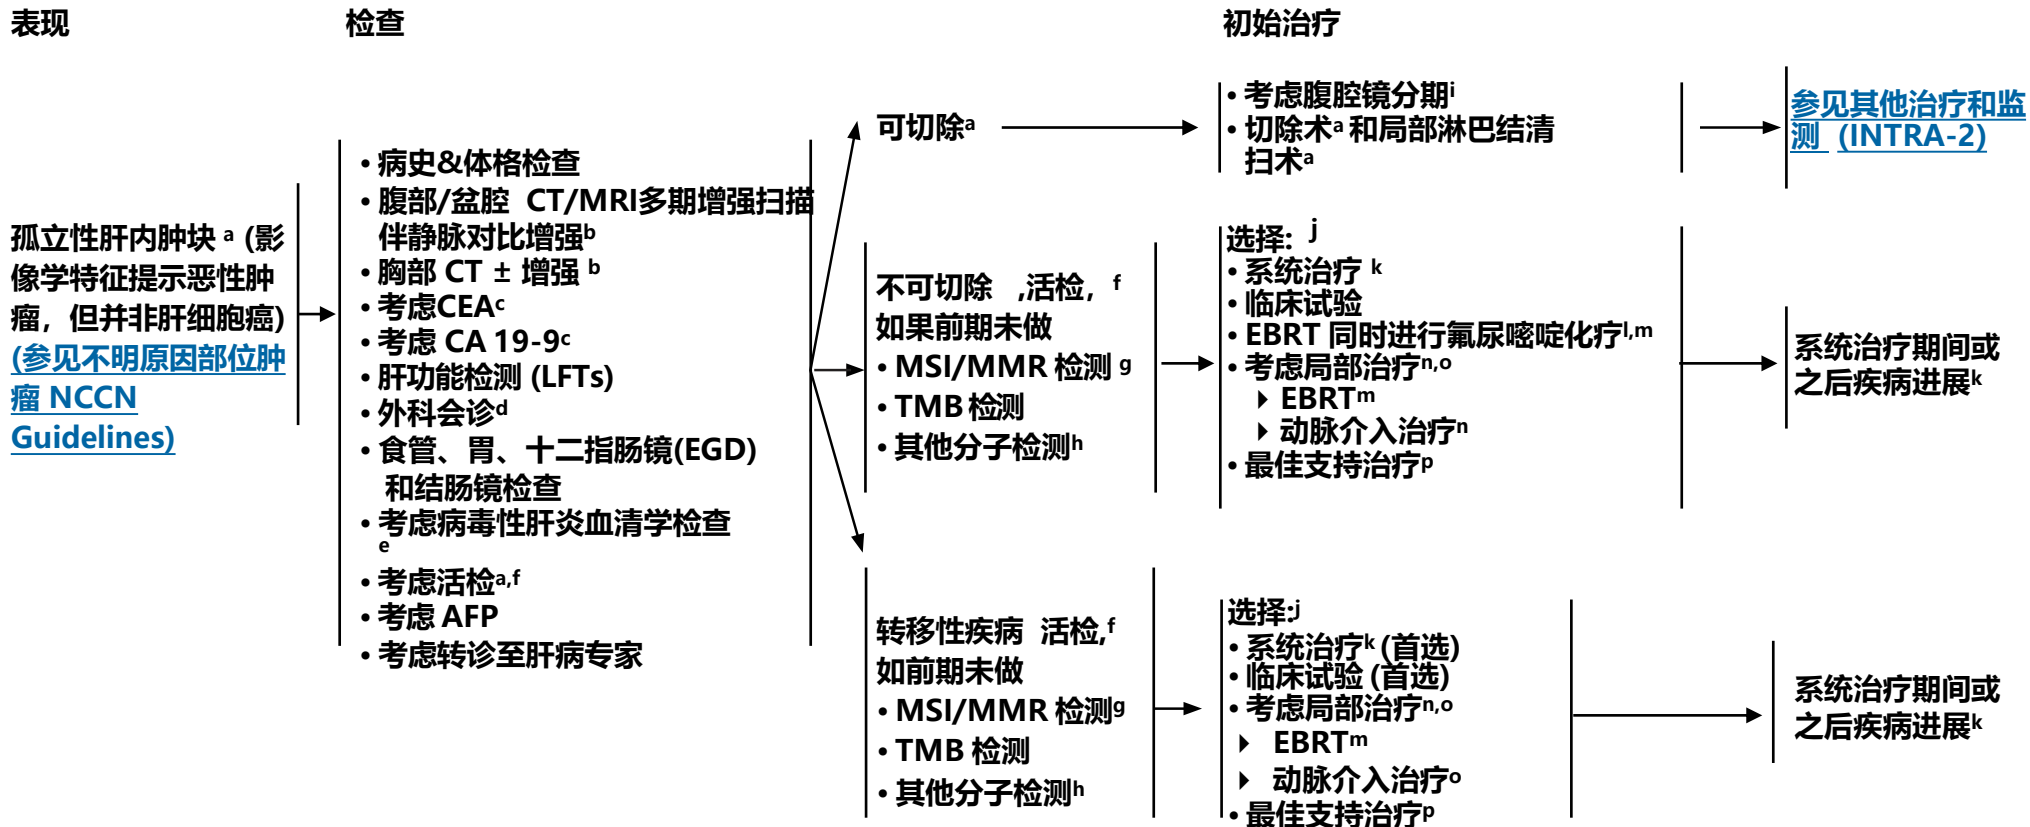 表现
检查
初始治疗
孤立性肝内肿块 a (影
像学特征提示恶性肿
瘤，但并非肝细胞癌)
(参见不明原因部位肿
瘤 NCCN
Guidelines)
• 病史&体格检查
• 腹部/盆腔 CT/MRI多期增强扫描
伴静脉对比增强b
• 胸部 CT ± 增强 b
• 考虑CEAc
• 考虑 CA 19-9c
• 肝功能检测 (LFTs)
• 外科会诊d
• 食管、胃、十二指肠镜(EGD)
和结肠镜检查
• 考虑病毒性肝炎血清学检查
e
• 考虑活检a,f
• 考虑 AFP
• 考虑转诊至肝病专家
可切除a
• 考虑腹腔镜分期i
• 切除术a 和局部淋巴结清
扫术a
参见其他治疗和监
测 (INTRA-2)
不可切除 ,活检, f
如果前期未做
• MSI/MMR 检测 g
• TMB 检测
• 其他分子检测h
选择: j
• 系统治疗 k
• 临床试验
• EBRT 同时进行氟尿嘧啶化疗l,m
• 考虑局部治疗n,o
EBRTm
动脉介入治疗n
• 最佳支持治疗p
系统治疗期间或
之后疾病进展k
转移性疾病 活检,f
如前期未做
• MSI/MMR 检测g
• TMB 检测
• 其他分子检测h
选择:j
• 系统治疗k (首选)
• 临床试验 (首选)
• 考虑局部治疗n,o
EBRTm
动脉介入治疗o
• 最佳支持治疗p
系统治疗期间或
之后疾病进展k